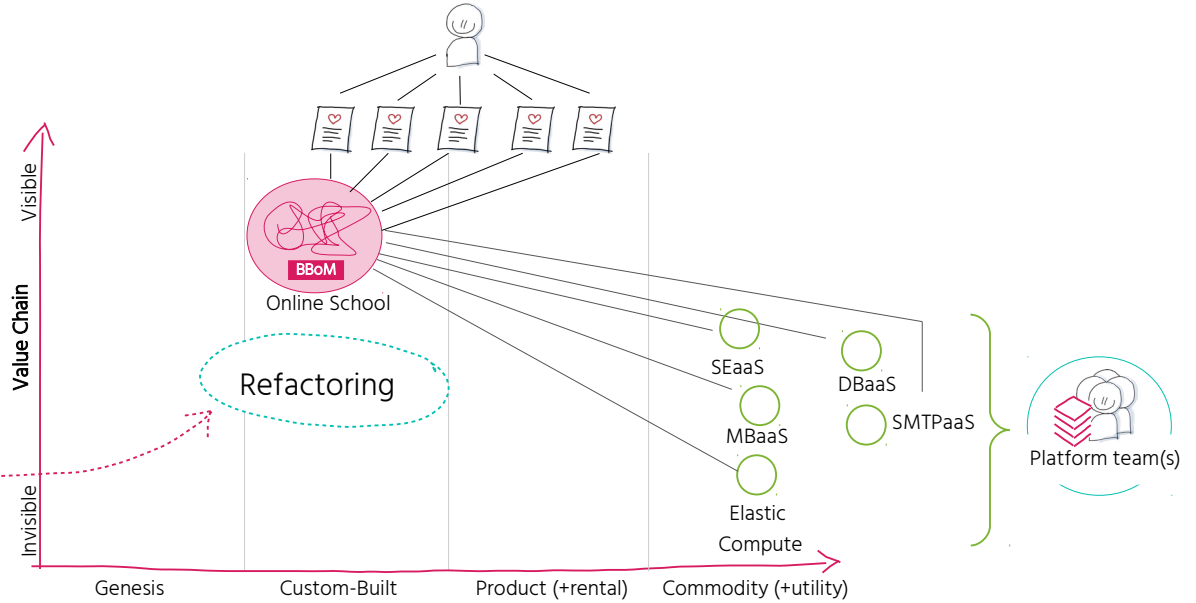 Visible
Value Chain
Invisible
BBoM
Online School
Refactoring
SEaaS
DBaaS
MBaaS
SMTPaaS
Elastic
Compute
Platform team(s)
Genesis
Custom-Built
Product (+rental)
Commodity (+utility)